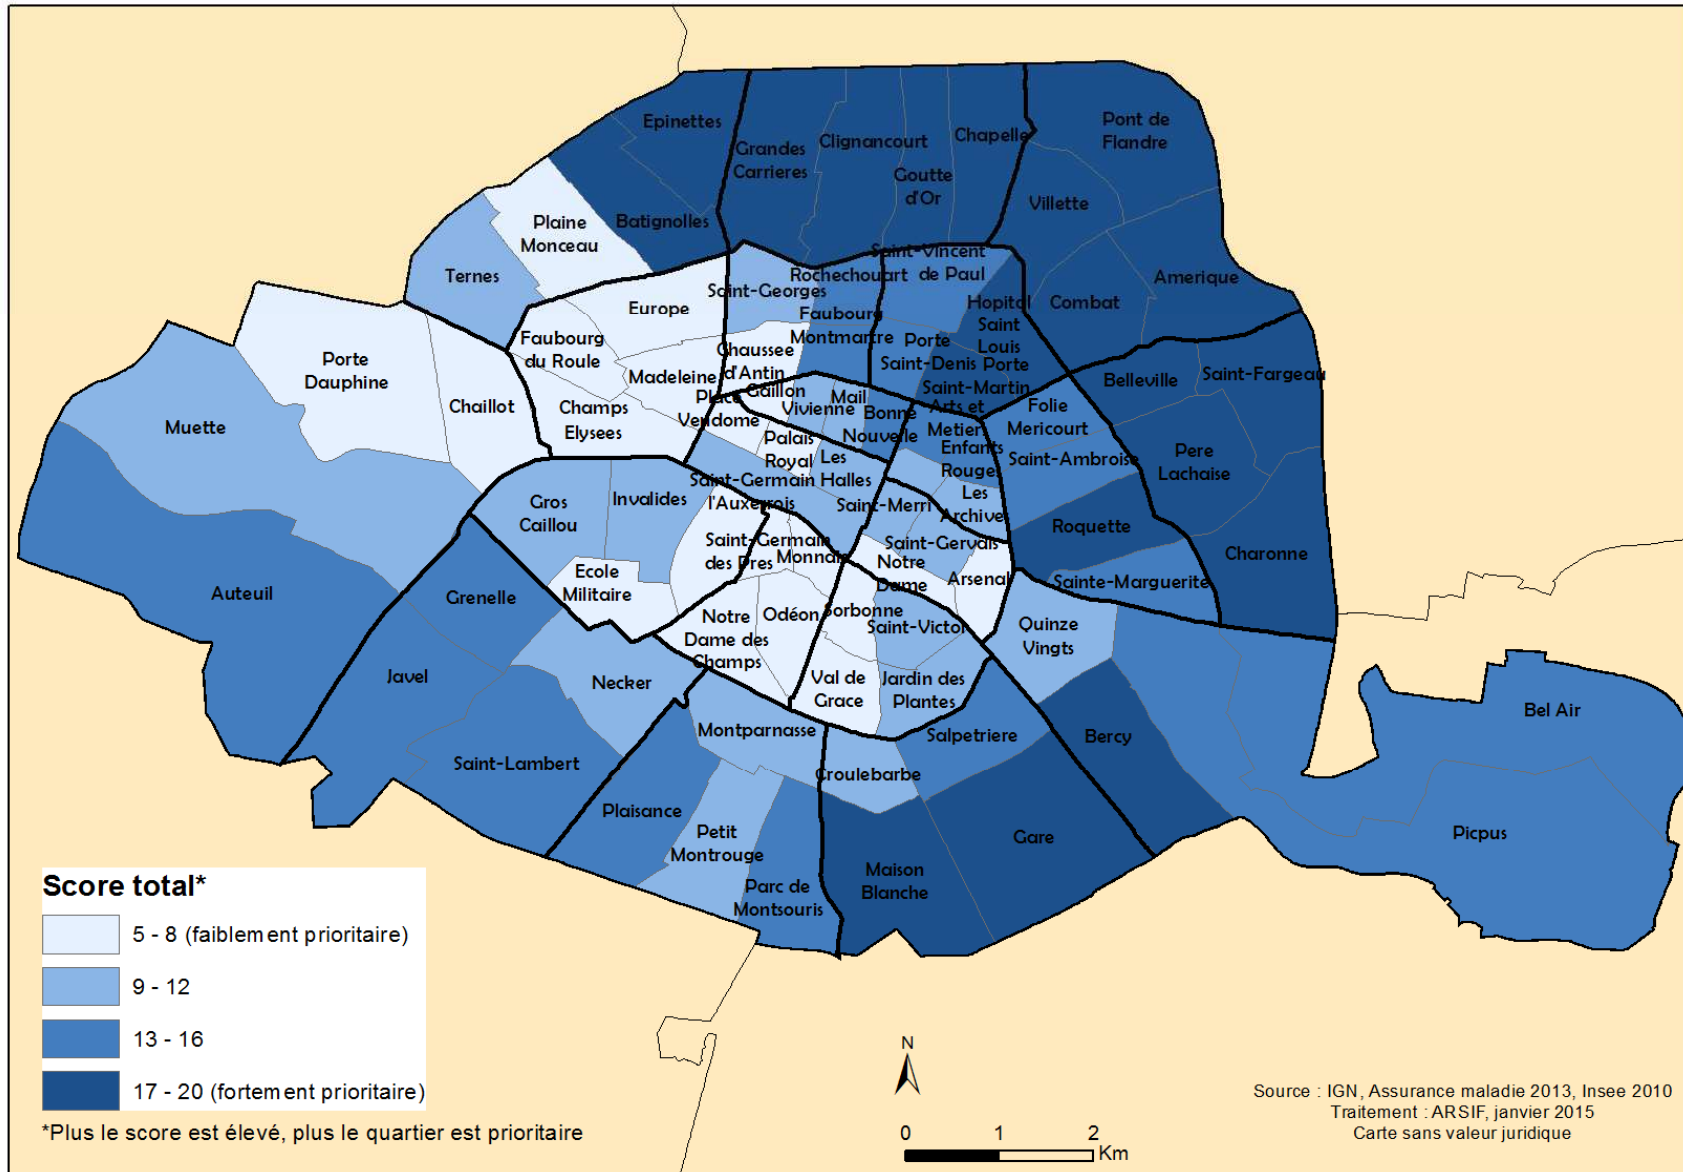 Epinettes
Grandes
Carrieres
Clignancourt
Goutte
d'Or
Chapelle
Pont de
Flandre
Villette
Plaine
Monceau
Batignolles
Ternes
Saint-Vincent
de Paul
Rochechouart
Amerique
Combat
Europe
Saint-Georges
Faubourg
Montmartre
Hopital
Saint
Louis
Faubourg
du Roule
Porte
Dauphine
Chaussee
d'Antin
Porte
Saint-Denis
Porte
Saint-Martin
Belleville
Saint-Fargeau
Madeleine
Chaillot
Champs
Elysees
Place
Vendome
Gaillon
Vivienne
Mail
Bonne
Nouvelle
Arts et
Metiers
Folie
Mericourt
Muette
Palais
Royal
Les
Halles
Enfants
Rouges
Saint-Ambroise
Pere
Lachaise
Gros
Caillou
Invalides
Saint-Germain
l'Auxerrois
Saint-Merri
Les
Archives
Roquette
Charonne
Saint-Germain
des Pres
Monnaie
Saint-Gervais
Notre
Dame
Arsenal
Sainte-Marguerite
Auteuil
Grenelle
Ecole
Militaire
Notre
Dame des
Champs
Odéon
Sorbonne
Saint-Victor
Quinze
Vingts
Javel
Necker
Val de
Grace
Jardin des
Plantes
Bel Air
Montparnasse
Salpetriere
Bercy
Saint-Lambert
Croulebarbe
Plaisance
Petit
Montrouge
Gare
Picpus
Parc de
Montsouris
Maison
Blanche
Score total*
5 - 8 (faiblement prioritaire)
9 - 12
13 - 16
17 - 20 (fortement prioritaire)
*Plus le score est élevé, plus le quartier est prioritaire
N
0 1 2
Km
Source : IGN, Assurance maladie 2013, Insee 2010
Traitement : ARSIF, janvier 2015
Carte sans valeur juridique